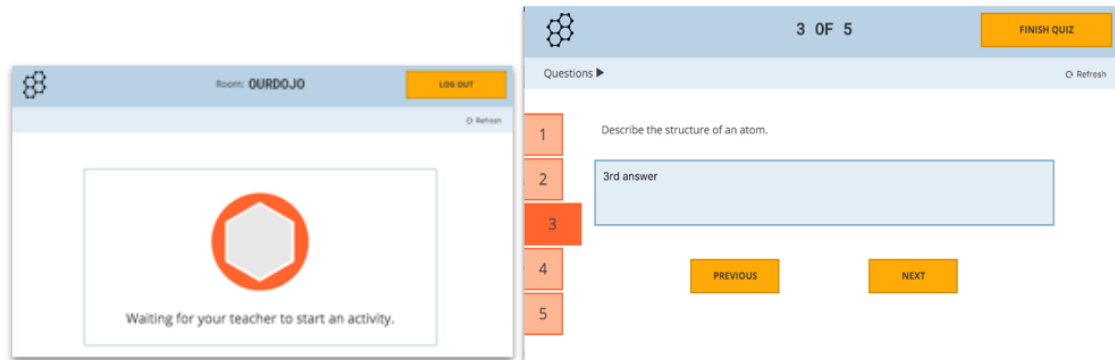 Room: OURDOJO
LOG OUT
Refresh
Waiting for your teacher to start an activity.
3 OF 5
FINISH QUIZ
Questions
Refresh
1
2
3
4
5
Describe the structure of an atom.
3rd answer
PREVIOUS
NEXT